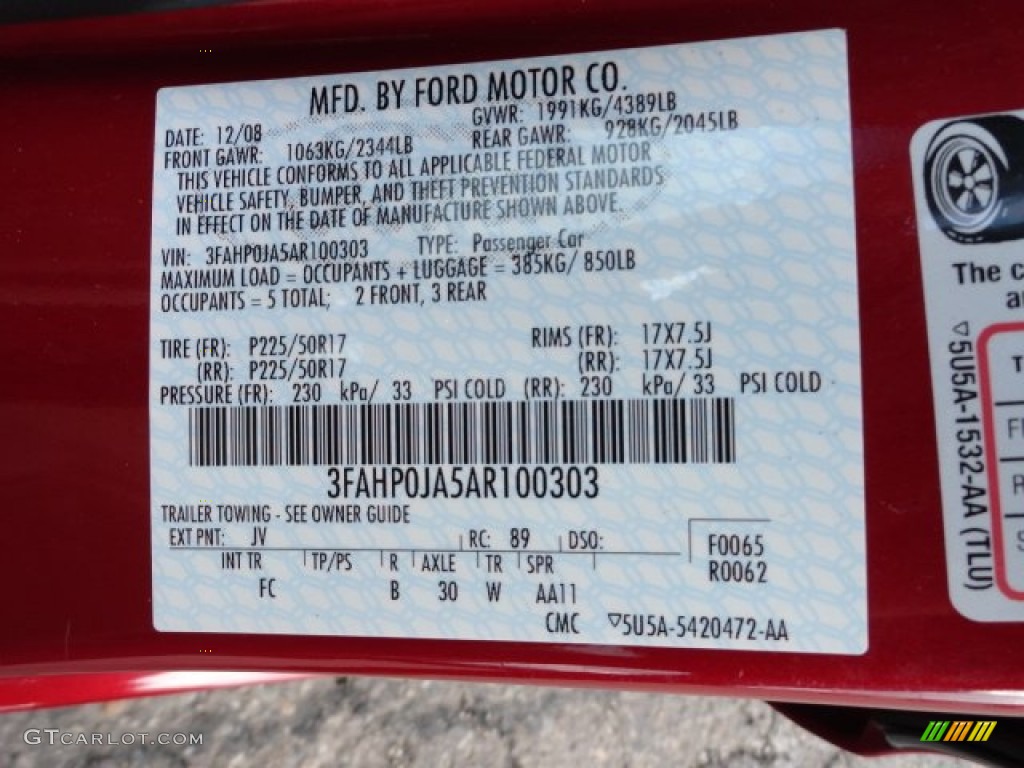 MFD. BY FORD MOTOR CO.
DATE: 12/08
GVWR: 1991KG/4389LB
FRONT GAWR: 1063KG/2344LB
REAR GAWR: 928KG/2045LB
THIS VEHICLE CONFORMS TO ALL APPLICABLE FEDERAL MOTOR
VEHICLE SAFETY, BUMPER, AND THEFT PREVENTION STANDARDS
IN EFFECT ON THE DATE OF MANUFACTURE SHOWN ABOVE.
VIN: 3FAHP0JA5AR100303 TYPE: Passenger Car
MAXIMUM LOAD = OCCUPANTS + LUGGAGE = 385KG/ 850LB
OCCUPANTS = 5 TOTAL; 2 FRONT, 3 REAR
TIRE (FR): P225/50R17 RIMS (FR): 17X7.5J
(RR): P225/50R17 (RR): 17X7.5J
PRESSURE (FR): 230 kPa/ 33 PSI COLD (RR): 230 kPa/ 33 PSI COLD
3FAHP0JA5AR100303
TRAILER TOWING - SEE OWNER GUIDE
EXT PNT: JV RC: 89 DSO:
F0065
R0062
INT TR TP/PS R AXLE TR SPR
FC B 30 W AA11
CMC ▽5U5A-5420472-AA
The c
a
▽5U5A-1532-AA (TLU)
T
GTCARLOT.COM